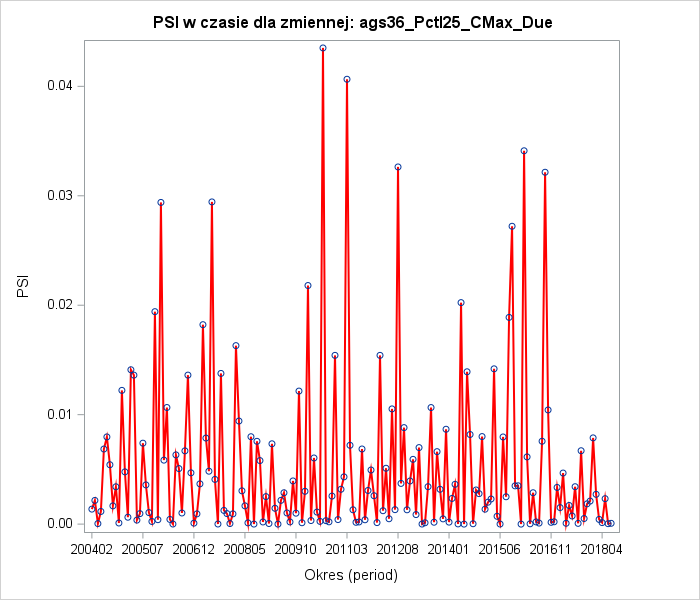 PSI w czasie dla zmiennej: ags36_Pctl25_CMax_Due
0.04
0.03
0.02
0.01
0.00
PSI
200402 200507 200612 200805 200910 201103 201208 201401 201506 201611 201804
Okres (period)